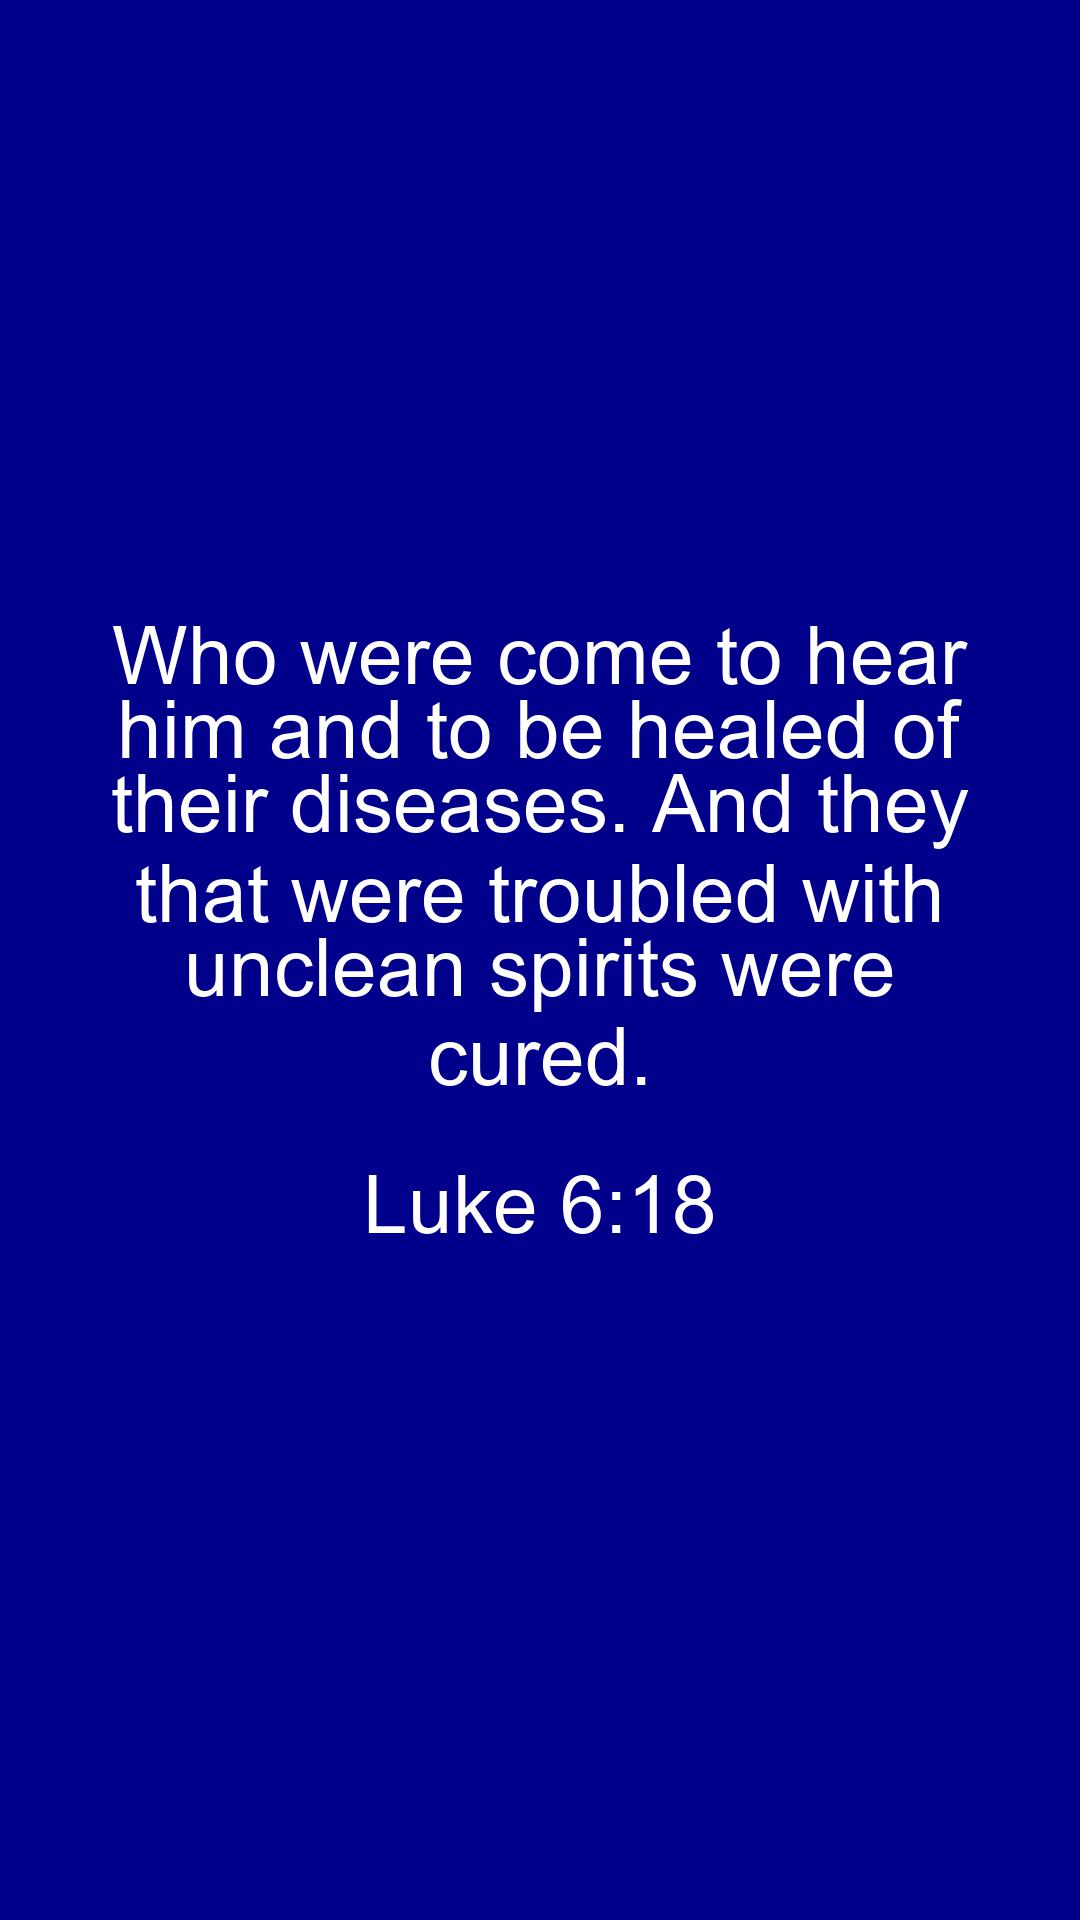 Who were come to hear
him and to be healed of
their diseases. And they
that were troubled with
unclean spirits were
cured.
Luke 6:18